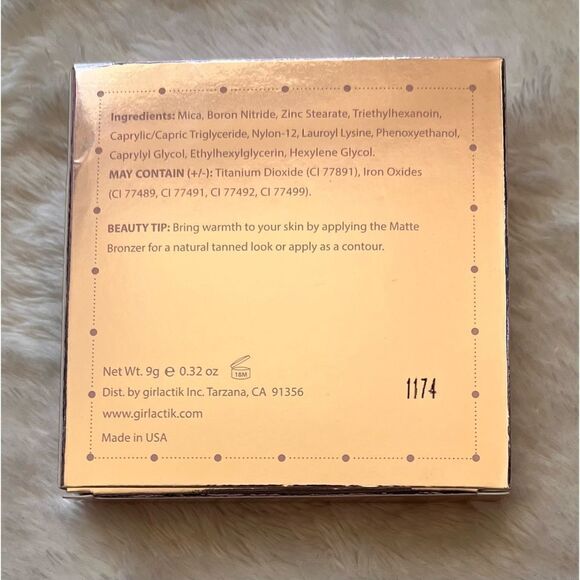 Ingredients: Mica, Boron Nitride, Zinc Stearate, Triethylhexanoin,
Caprylic/Capric Triglyceride, Nylon-12, Lauroyl Lysine, Phenoxyethanol,
Caprylyl Glycol, Ethylhexylglycerin, Hexylene Glycol.
MAY CONTAIN (+/-): Titanium Dioxide (CI 77891), Iron Oxides
(CI 77489, CI 77491, CI 77492, CI 77499).
BEAUTY TIP: Bring warmth to your skin by applying the Matte
Bronzer for a natural tanned look or apply as a contour.
Net Wt. 9g ℮ 0.32 oz 18M
Dist. by girlactik Inc. Tarzana, CA 91356
1174
www.girlactik.com
Made in USA